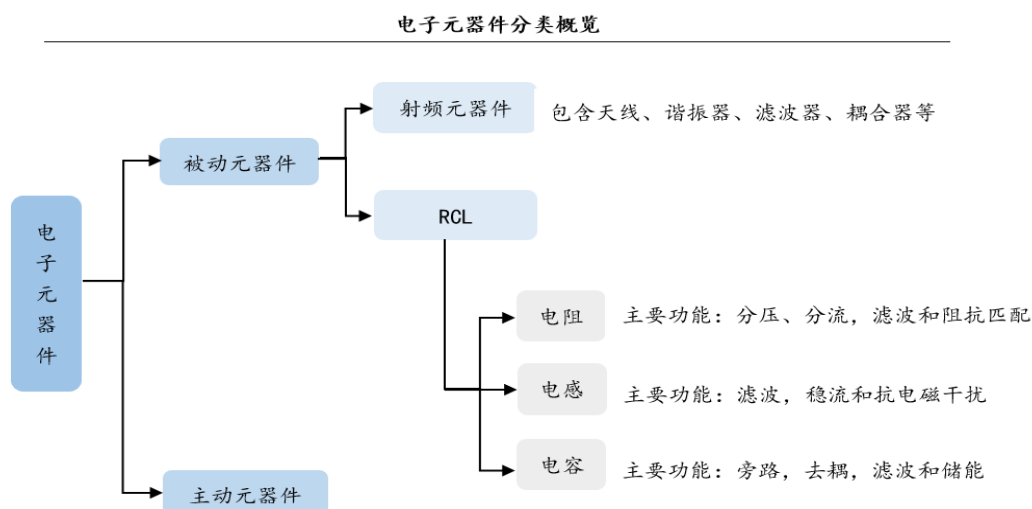 电子元器件分类概览
射频元器件
包含天线、谐振器、滤波器、耦合器等
被动元器件
RCL
电子元器件
电阻
主要功能：分压、分流，滤波和阻抗匹配
电感
主要功能：滤波，稳流和抗电磁干扰
电容
主要功能：旁路，去耦，滤波和储能
主动元器件